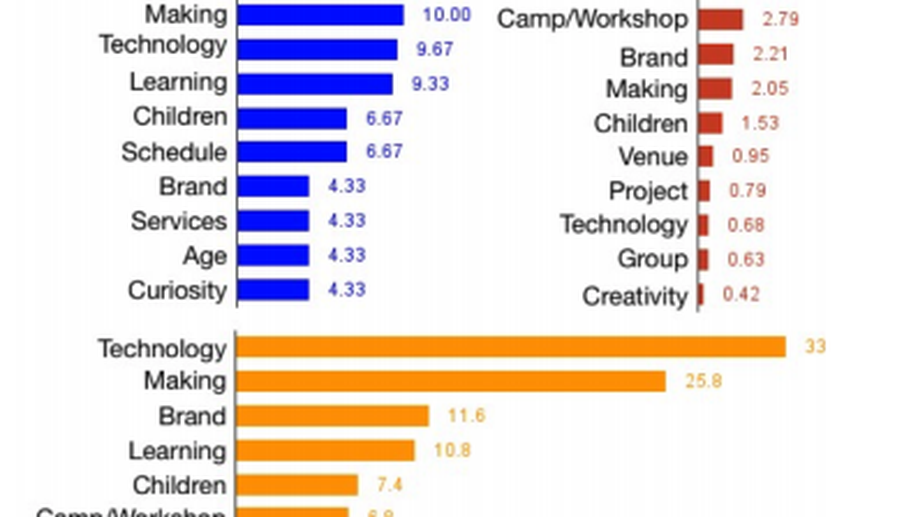 Making 10.00
Technology 9.67
Learning 9.33
Children 6.67
Schedule 6.67
Brand 4.33
Services 4.33
Age 4.33
Curiosity 4.33
Camp/Workshop 2.79
Brand 2.21
Making 2.05
Children 1.53
Venue 0.95
Project 0.79
Technology 0.68
Group 0.63
Creativity 0.42
Technology 33
Making 25.8
Brand 11.6
Learning 10.8
Children 7.4
Camp/Workshop